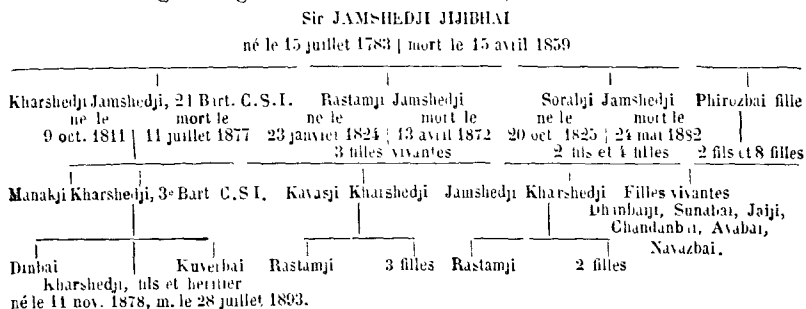 Sir JAMSHEDJI JIJIBHAI
né le 15 juillet 1783 | mort le 15 avril 1859
Kharshedji Jamshedji, 21 Bart. C.S.I. Rastamji Jamshedji Sorabji Jamshedji Phirozbai fille
né le mort le né le mort le né le mort le
9 oct. 1811 11 juillet 1877 23 janvier 1824 13 avril 1872 20 oct 1825 24 mai 1882
3 filles vivantes 2 fils et 4 filles 2 fils et 8 filles
Manakji Kharshedji, 3e Bart C.S.I. Kavasji Kharshedji Jamshedji Kharshedji Filles vivantes
Dhinbaiji, Sunabai, Jaiji,
Chandanbai, Avabai,
Navazbai.
Dinbai Kuverbai Rastamji 3 filles Rastamji 2 filles
Kharshedji, fils et héritier
né le 11 nov. 1878, m. le 28 juillet 1893.